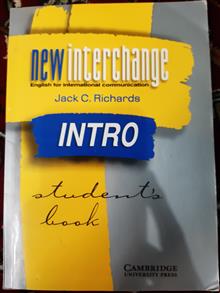 new interchange
English for international communication
Jack C. Richards
INTRO
student's
book
CAMBRIDGE
UNIVERSITY PRESS